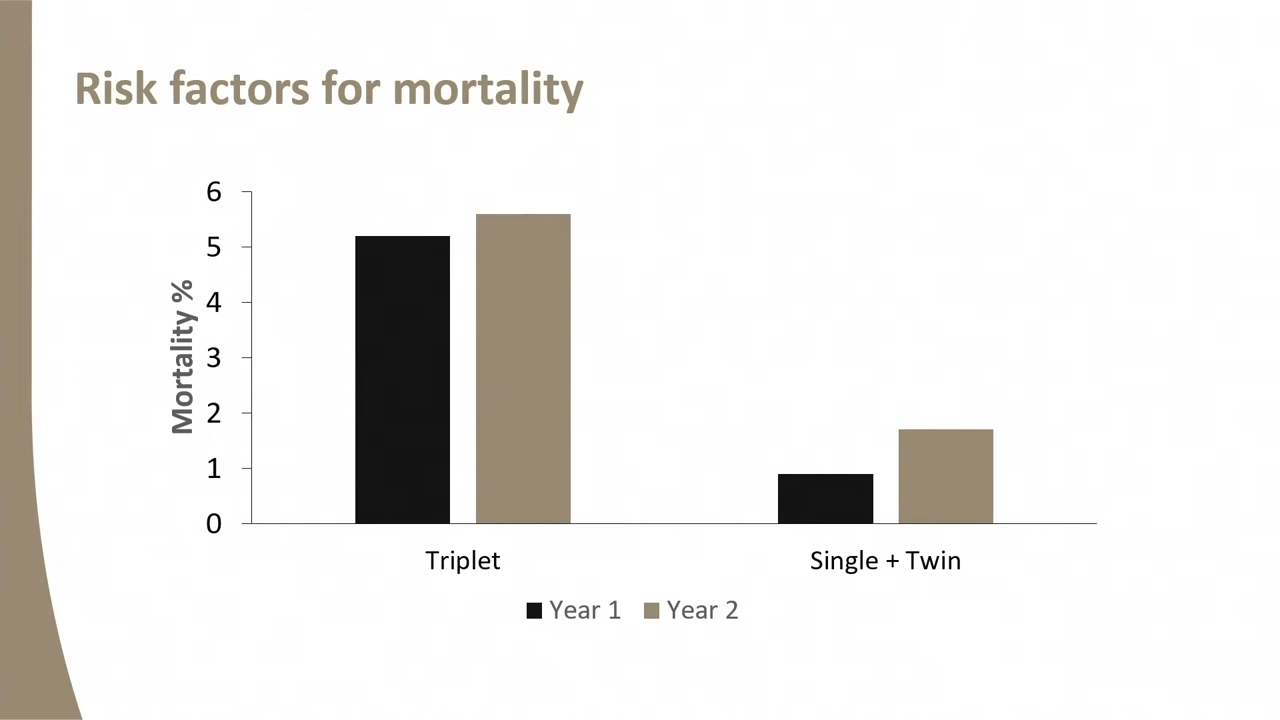 Risk factors for mortality
6
5
4
3
2
1
0
Mortality %
Triplet
Single + Twin
Year 1
Year 2